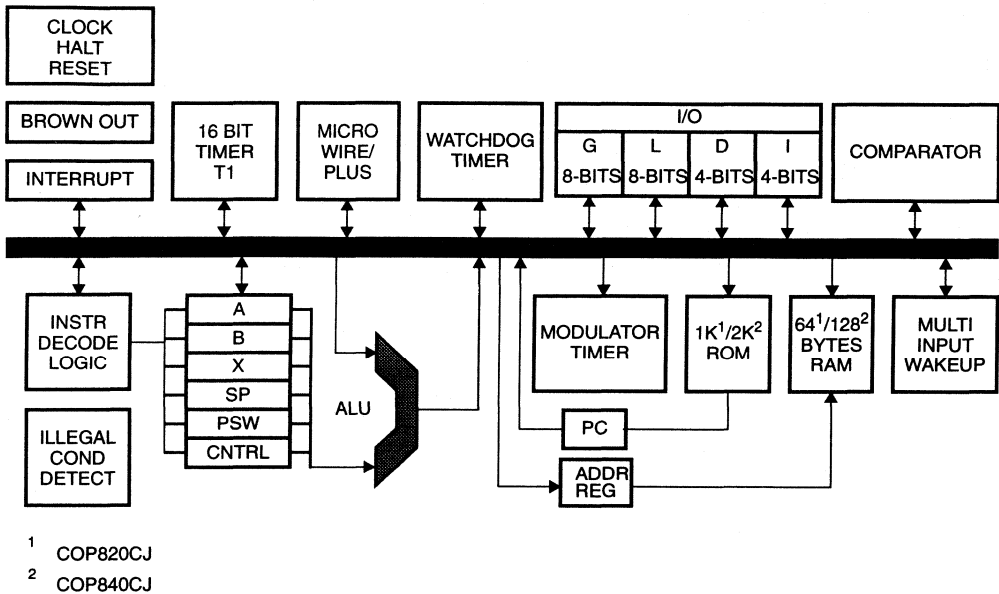 CLOCK
HALT
RESET
BROWN OUT
INTERRUPT
16 BIT
TIMER
T1
MICRO
WIRE/
PLUS
WATCHDOG
TIMER
I/O
G L D I
8-BITS 8-BITS 4-BITS 4-BITS
COMPARATOR
INSTR
DECODE
LOGIC
A
B
X
SP
PSW
CNTRL
ALU
MODULATOR
TIMER
1K¹/2K²
ROM
64¹/128²
BYTES
RAM
MULTI
INPUT
WAKEUP
PC
ADDR
REG
ILLEGAL
COND
DETECT
¹ COP820CJ
² COP840CJ